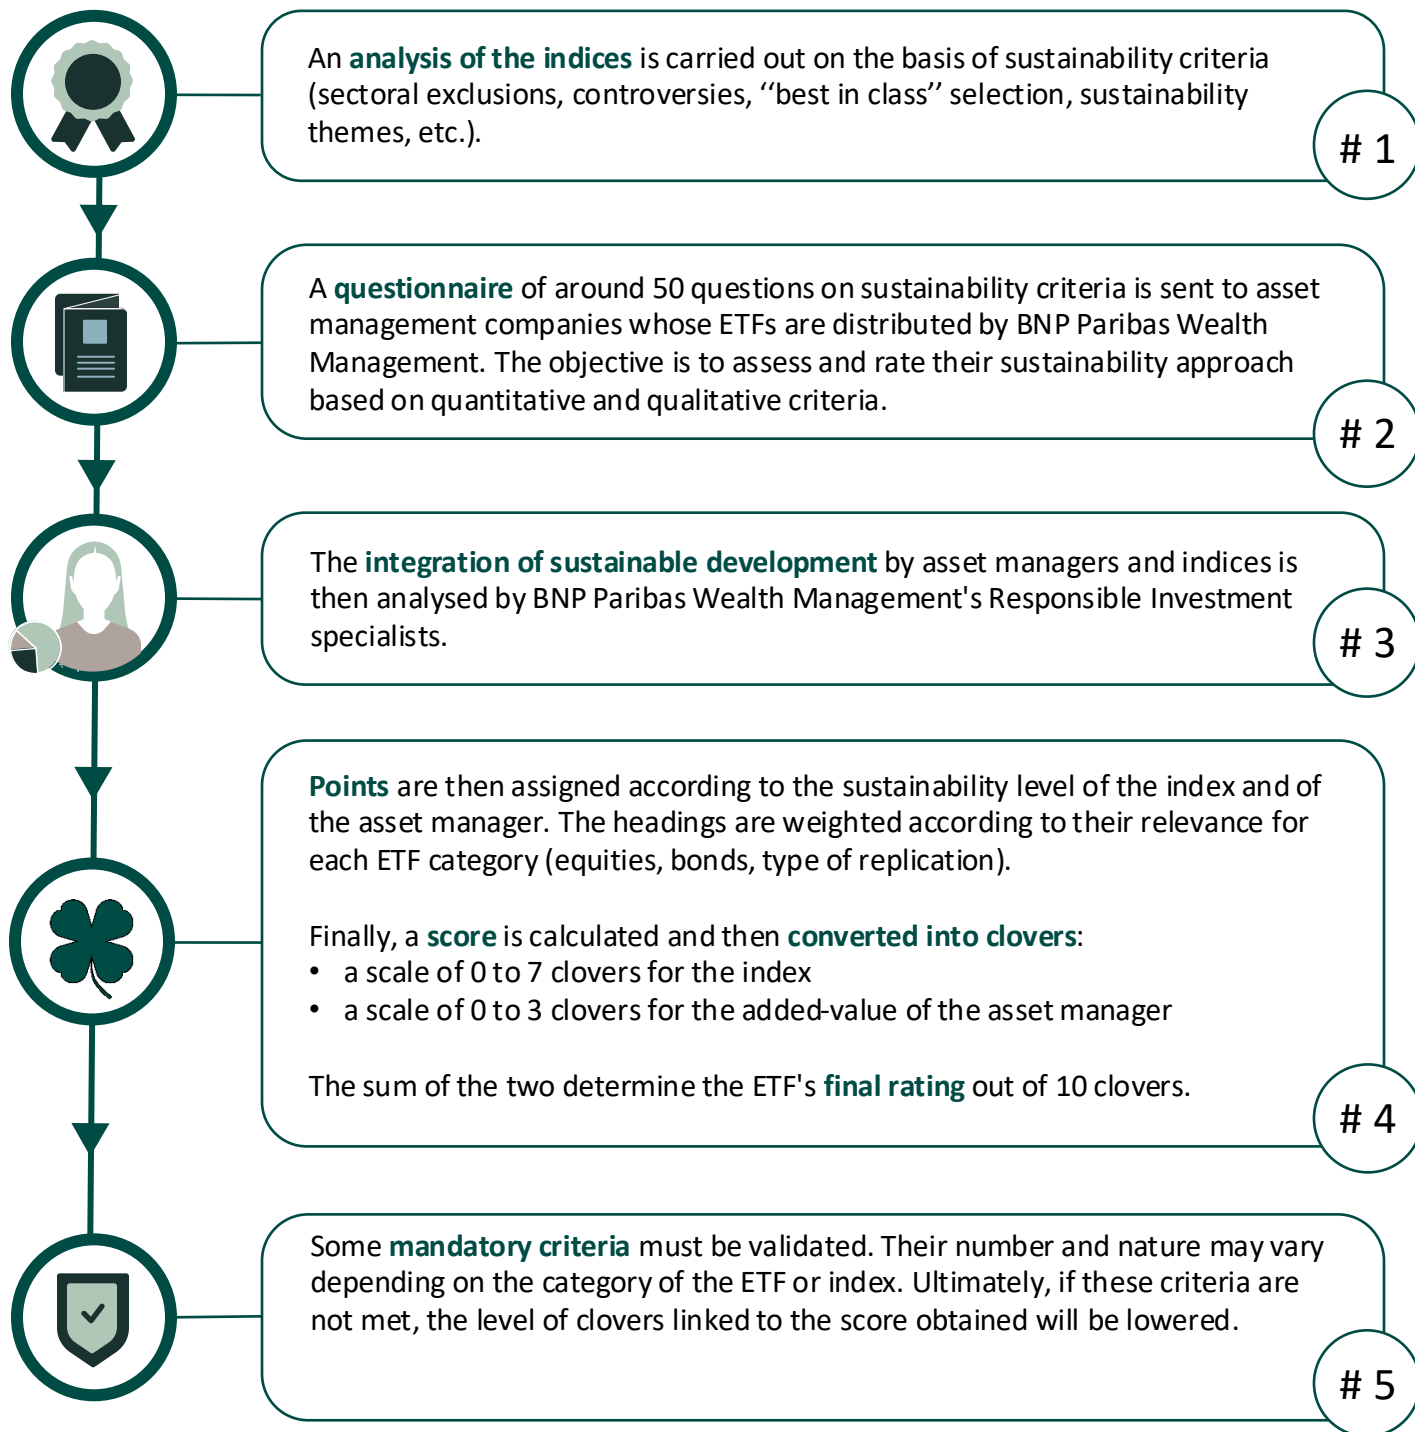 An analysis of the indices is carried out on the basis of sustainability criteria
(sectoral exclusions, controversies, ‘‘best in class’’ selection, sustainability
themes, etc.).
# 1
A questionnaire of around 50 questions on sustainability criteria is sent to asset
management companies whose ETFs are distributed by BNP Paribas Wealth
Management. The objective is to assess and rate their sustainability approach
based on quantitative and qualitative criteria.
# 2
The integration of sustainable development by asset managers and indices is
then analysed by BNP Paribas Wealth Management's Responsible Investment
specialists.
# 3
Points are then assigned according to the sustainability level of the index and of
the asset manager. The headings are weighted according to their relevance for
each ETF category (equities, bonds, type of replication).
Finally, a score is calculated and then converted into clovers:
• a scale of 0 to 7 clovers for the index
• a scale of 0 to 3 clovers for the added-value of the asset manager
The sum of the two determine the ETF's final rating out of 10 clovers.
# 4
Some mandatory criteria must be validated. Their number and nature may vary
depending on the category of the ETF or index. Ultimately, if these criteria are
not met, the level of clovers linked to the score obtained will be lowered.
# 5